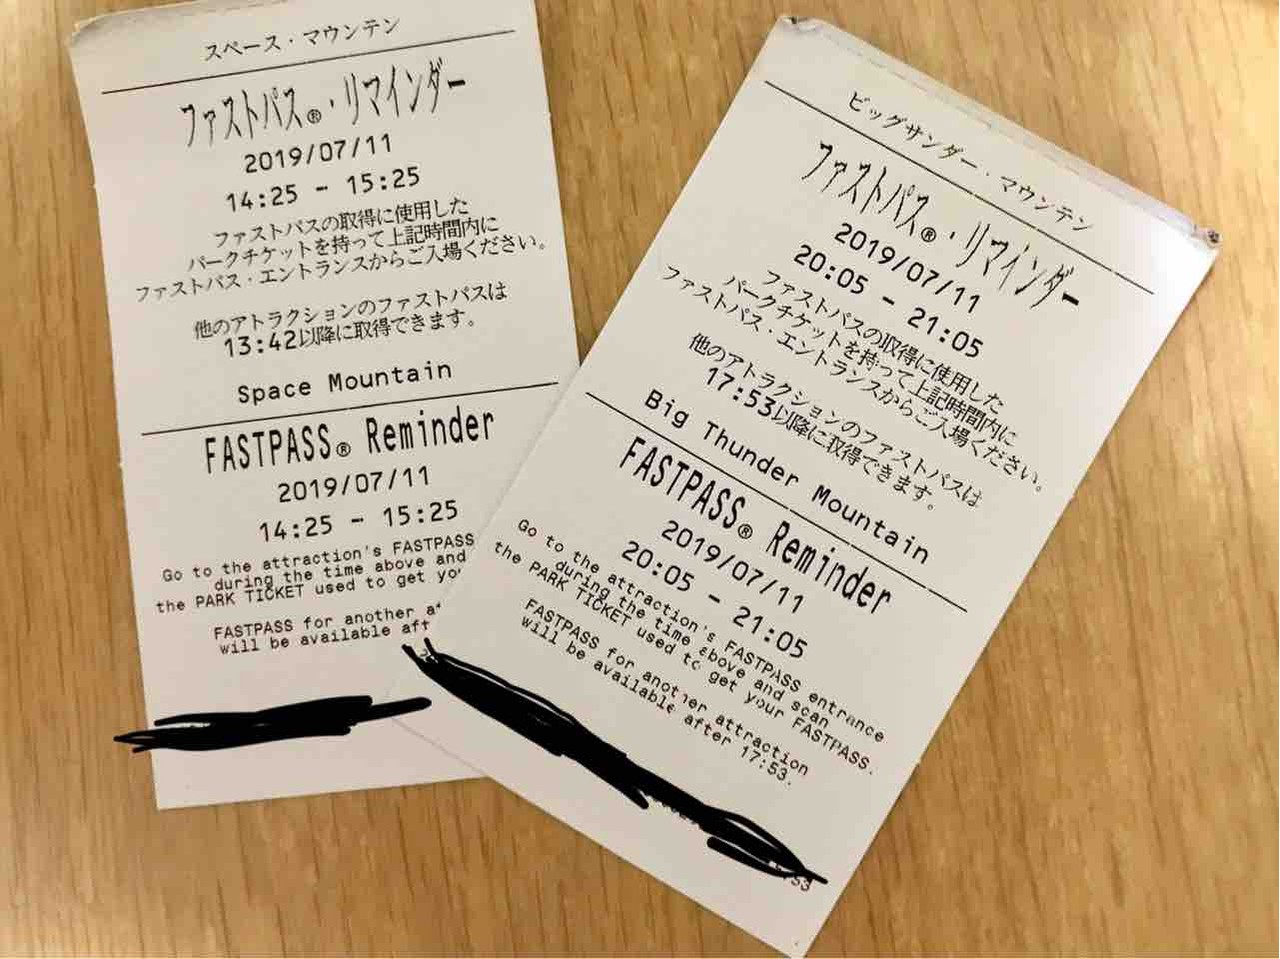 スペース・マウンテン
ファストパス®・リマインダー
2019/07/11
14:25 - 15:25
ファストパスの取得に使用した
パークチケットを持って上記時間内に
ファストパス・エントランスからご入場ください。
他のアトラクションのファストパスは
13:42以降に取得できます。
Space Mountain
FASTPASS® Reminder
2019/07/11
14:25 - 15:25
Go to the attraction's FASTPASS
during the time above and
the PARK TICKET used to get
FASTPASS for another
will be available
ビッグサンダー・マウンテン
ファストパス®・リマインダー
2019/07/11
20:05 - 21:05
ファストパスの取得に使用した
パークチケットを持って上記時間内に
ファストパス・エントランスからご入場ください。
他のアトラクションのファストパスは
17:53以降に取得できます。
Big Thunder Mountain
FASTPASS® Reminder
2019/07/11
20:05 - 21:05
Go to the attraction's FASTPASS entrance
during the time above and scan
the PARK TICKET used to get your FASTPASS.
FASTPASS for another attraction
will be available after 17:53.